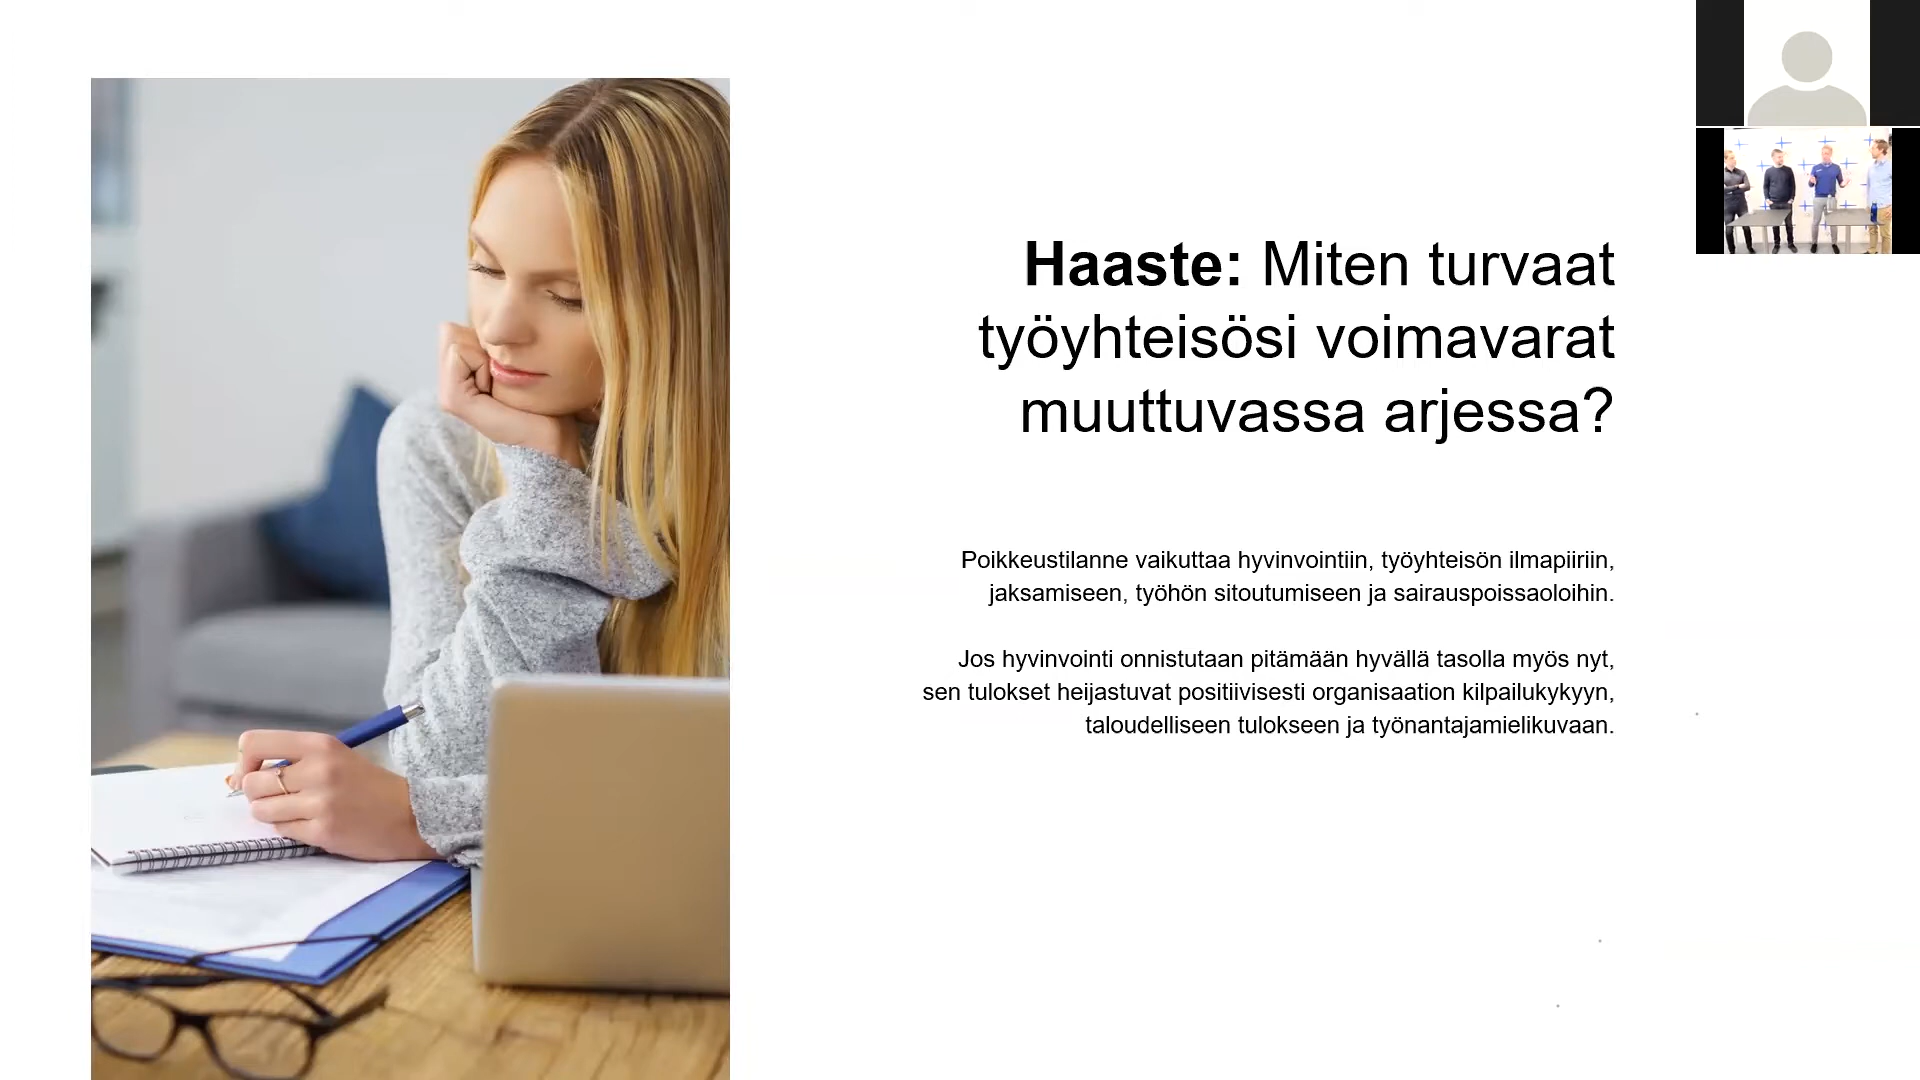 Haaste: Miten turvaat
työyhteisösi voimavarat
muuttuvassa arjessa?
Poikkeustilanne vaikuttaa hyvinvointiin, työyhteisön ilmapiiriin,
jaksamiseen, työhön sitoutumiseen ja sairauspoissaoloihin.
Jos hyvinvointi onnistutaan pitämään hyvällä tasolla myös nyt,
sen tulokset heijastuvat positiivisesti organisaation kilpailukykyyn,
taloudelliseen tulokseen ja työnantajamielikuvaan.